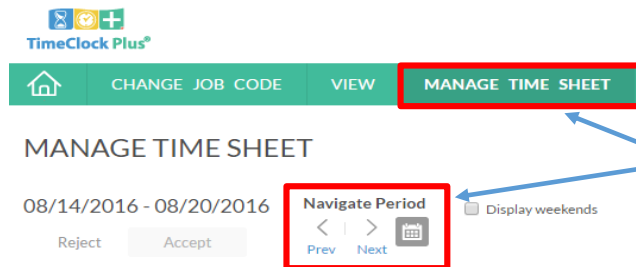 TimeClock Plus®
CHANGE JOB CODE VIEW MANAGE TIME SHEET
MANAGE TIME SHEET
08/14/2016 - 08/20/2016 Navigate Period Display weekends
Reject Accept Prev Next